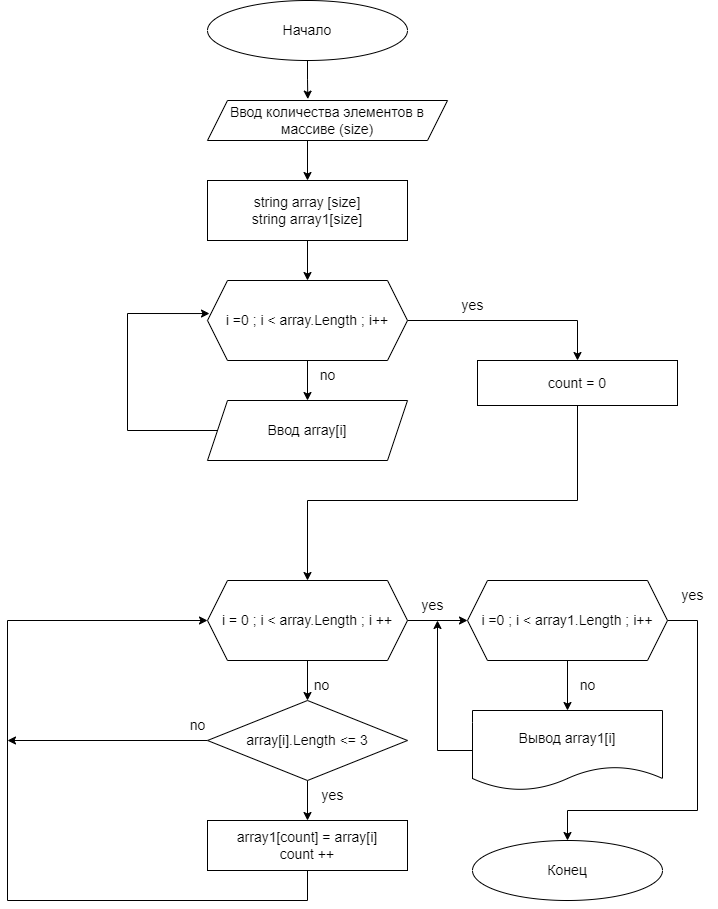 Начало
Ввод количества элементов в
массиве (size)
string array [size]
string array1[size]
i =0 ; i < array.Length ; i++
yes
no
count = 0
Ввод array[i]
i = 0 ; i < array.Length ; i ++
yes
i =0 ; i < array1.Length ; i++
yes
no
no
array[i].Length <= 3
no
Вывод array1[i]
yes
array1[count] = array[i]
count ++
Конец